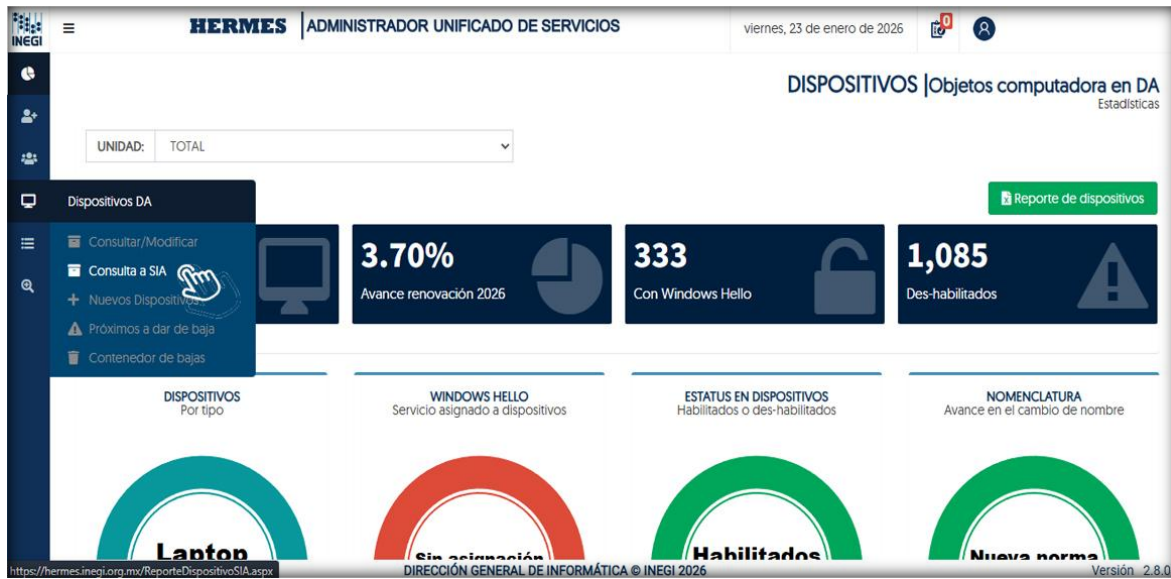 INEGI
HERMES ADMINISTRADOR UNIFICADO DE SERVICIOS
viernes, 23 de enero de 2026
0
DISPOSITIVOS |Objetos computadora en DA
Estadísticas
UNIDAD: TOTAL
Dispositivos DA
Reporte de dispositivos
Consultar/Modificar
Consulta a SIA
Nuevos Dispositivos
Próximos a dar de baja
Contenedor de bajas
3.70%
Avance renovación 2026
333
Con Windows Hello
1,085
Des-habilitados
DISPOSITIVOS
Por tipo
WINDOWS HELLO
Servicio asignado a dispositivos
ESTATUS EN DISPOSITIVOS
Habilitados o des-habilitados
NOMENCLATURA
Avance en el cambio de nombre
Laptop
Sin asignación
Habilitados
Nueva norma
https://hermes.inegi.org.mx/ReporteDispositivoSIA.aspx
DIRECCIÓN GENERAL DE INFORMÁTICA © INEGI 2026
Versión 2.8.0